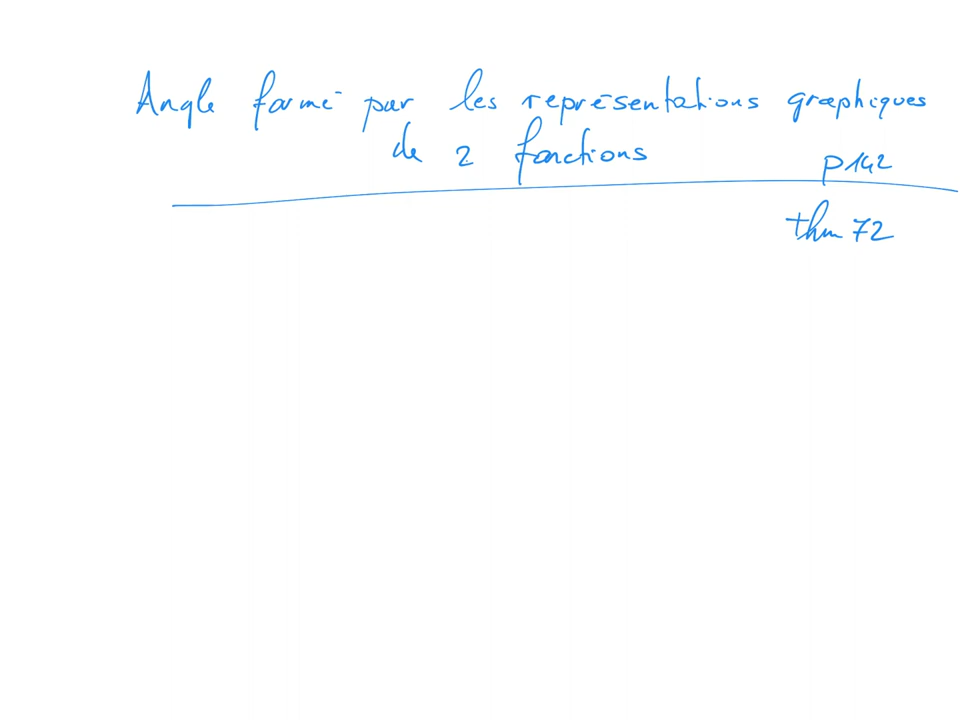 Angle formé par les représentations graphiques
de 2 fonctions p142
thm 72